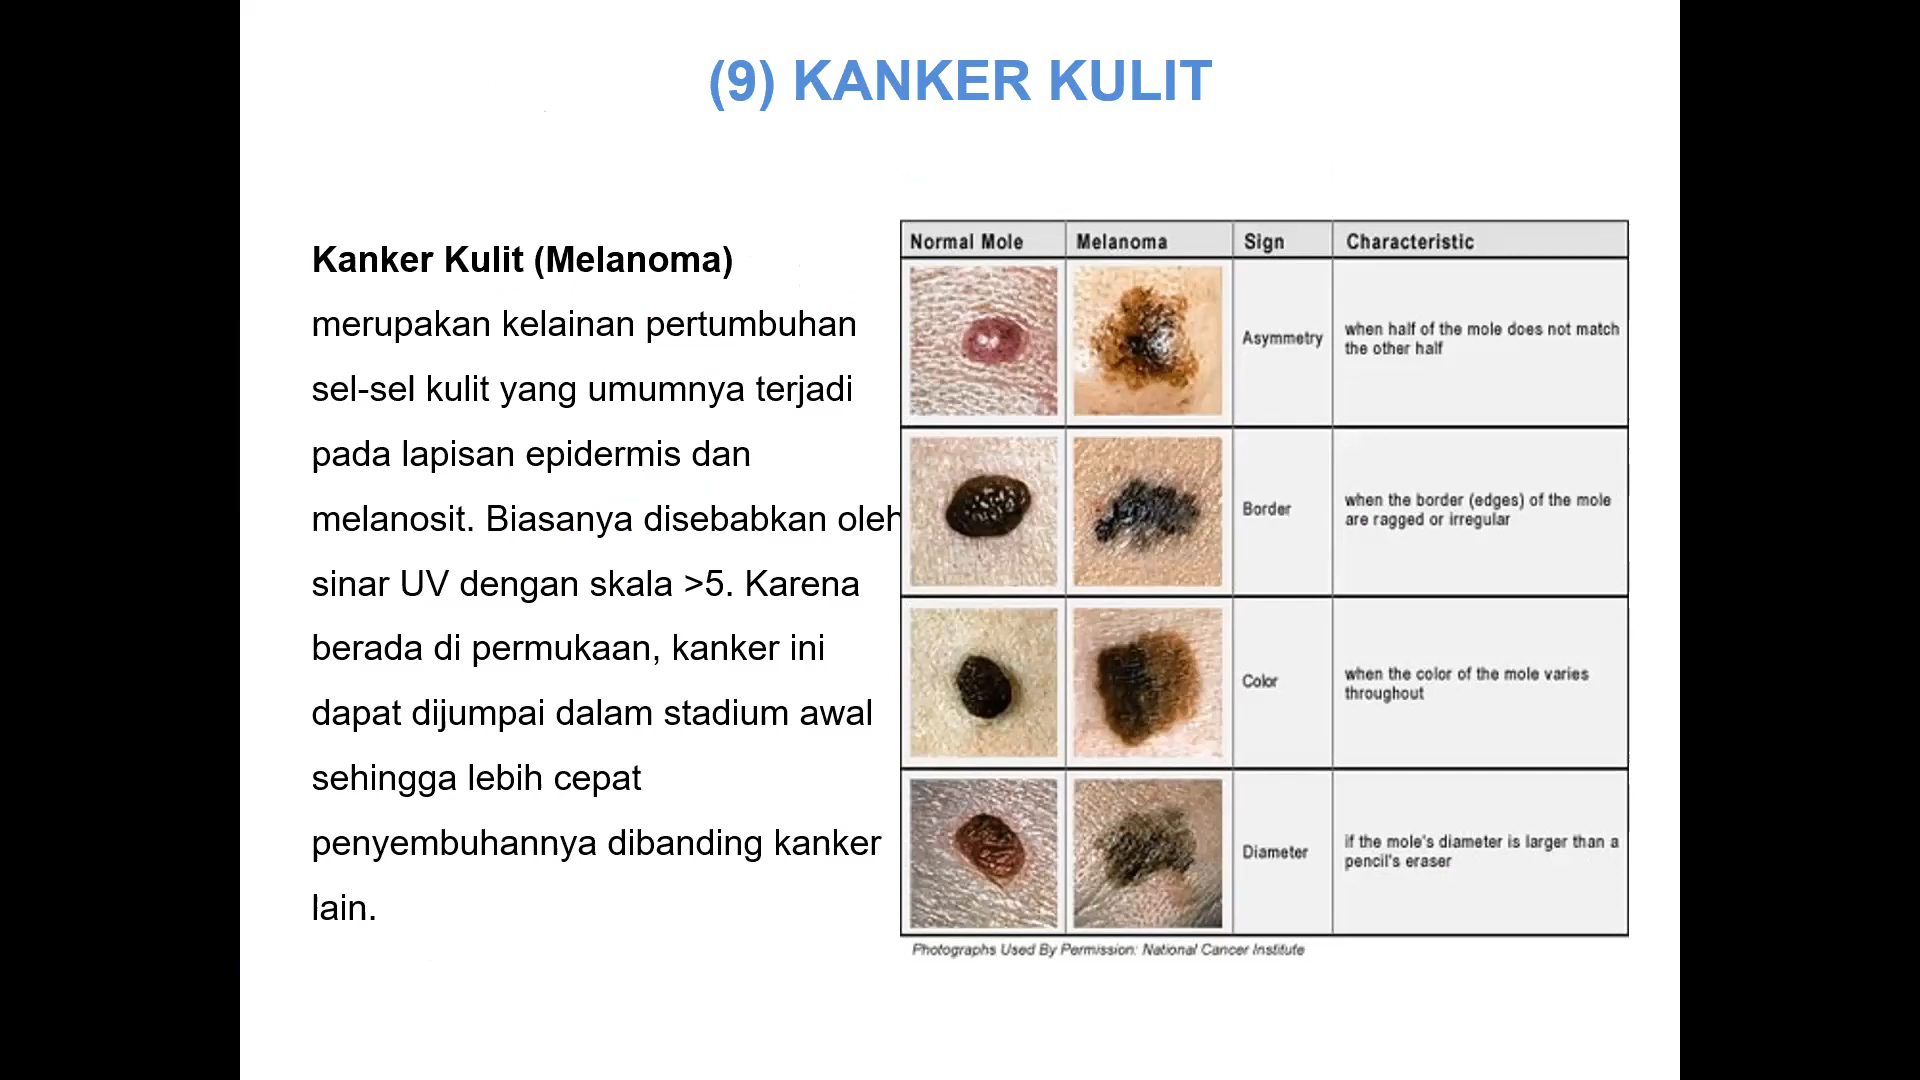 (9) KANKER KULIT
Kanker Kulit (Melanoma)
merupakan kelainan pertumbuhan
sel-sel kulit yang umumnya terjadi
pada lapisan epidermis dan
melanosit. Biasanya disebabkan oleh
sinar UV dengan skala >5. Karena
berada di permukaan, kanker ini
dapat dijumpai dalam stadium awal
sehingga lebih cepat
penyembuhannya dibanding kanker
lain.
Normal Mole Melanoma Sign Characteristic
Asymmetry
when half of the mole does not match
the other half
Border
when the border (edges) of the mole
are ragged or irregular
Color
when the color of the mole varies
throughout
Diameter
if the mole's diameter is larger than a
pencil's eraser
Photographs Used By Permission: National Cancer Institute